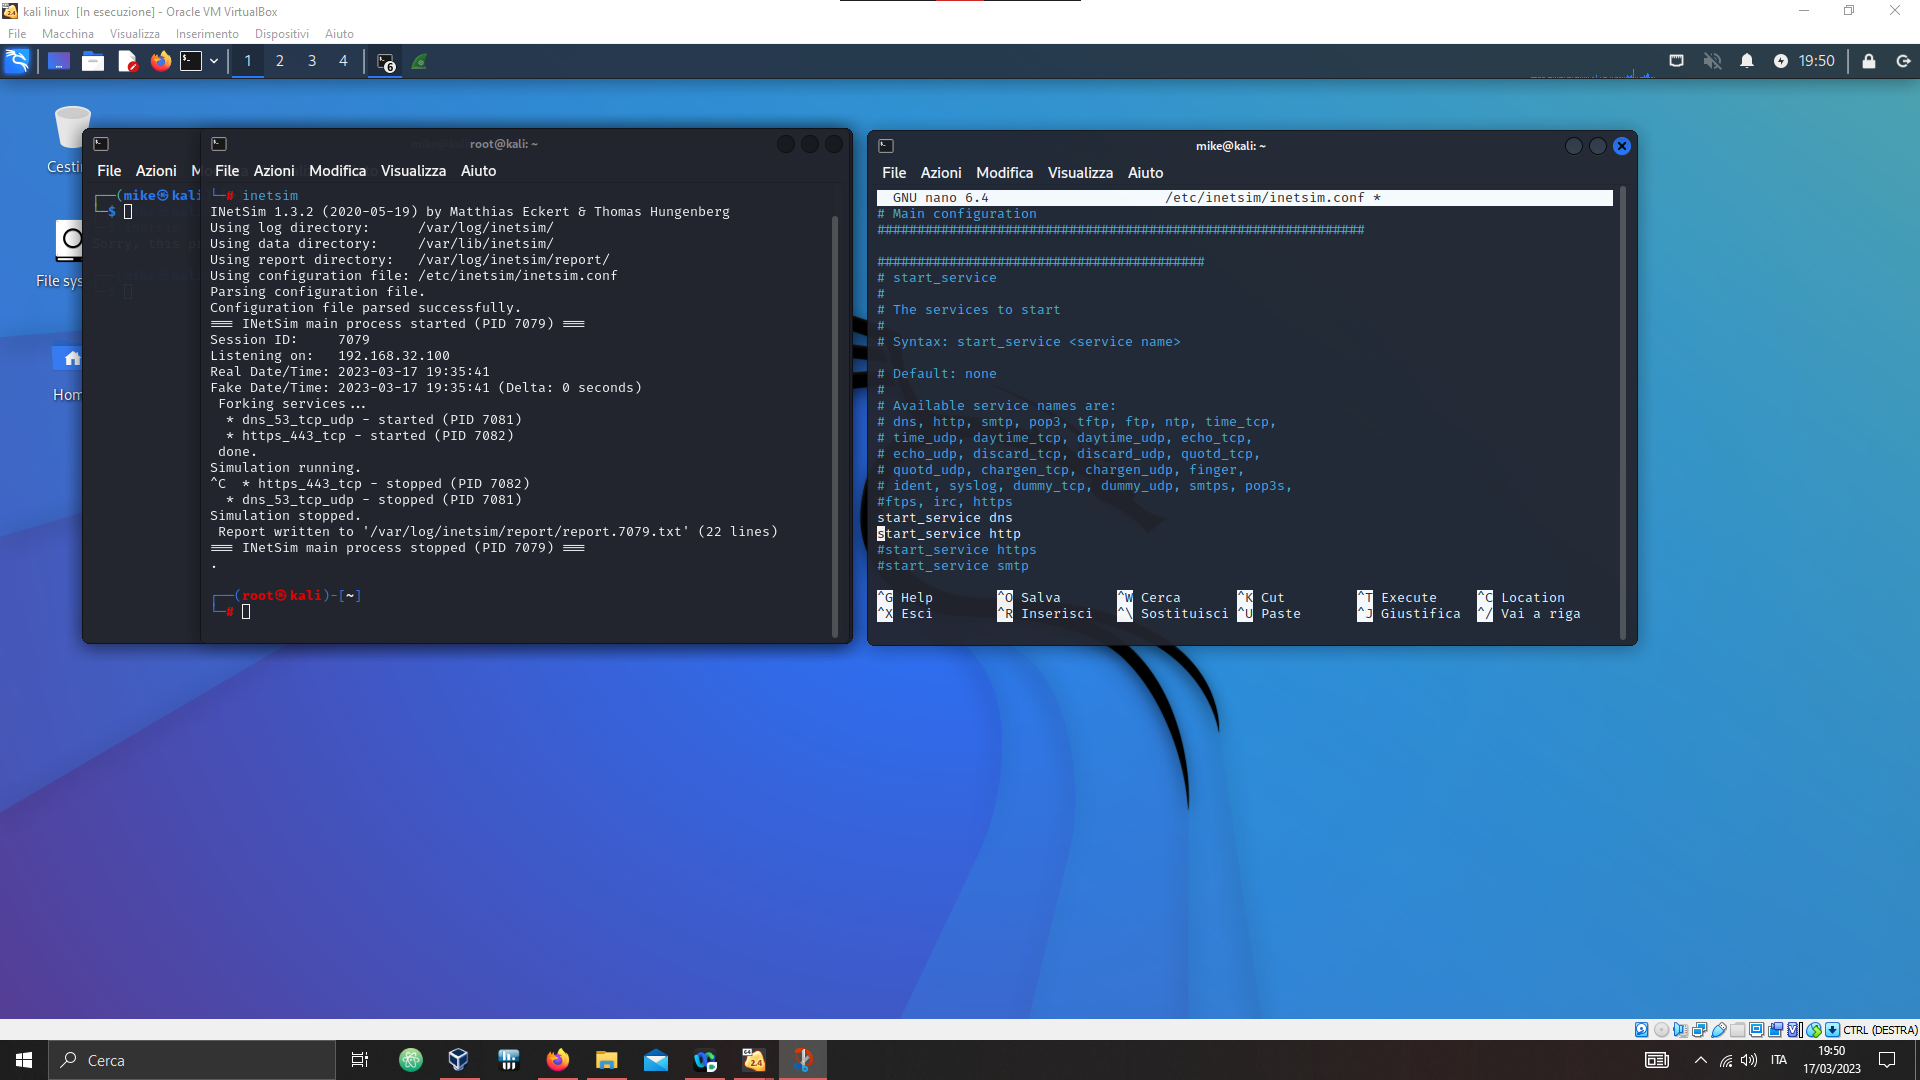 kali linux  [In esecuzione] - Oracle VM VirtualBox
File Macchina Visualizza Inserimento Dispositivi Aiuto
1 2 3 4 6 19:50
Cesti
File sys
Hom
File Azioni M
(mike㉿kali
$
root@kali: ~
File Azioni Modifica Visualizza Aiuto
# inetsim
INetSim 1.3.2 (2020-05-19) by Matthias Eckert & Thomas Hungenberg
Using log directory:      /var/log/inetsim/
Using data directory:     /var/lib/inetsim/
Using report directory:   /var/log/inetsim/report/
Using configuration file: /etc/inetsim/inetsim.conf
Parsing configuration file.
Configuration file parsed successfully.
=== INetSim main process started (PID 7079) ===
Session ID:     7079
Listening on:   192.168.32.100
Real Date/Time: 2023-03-17 19:35:41
Fake Date/Time: 2023-03-17 19:35:41 (Delta: 0 seconds)
 Forking services...
  * dns_53_tcp_udp - started (PID 7081)
  * https_443_tcp - started (PID 7082)
 done.
Simulation running.
^C  * https_443_tcp - stopped (PID 7082)
  * dns_53_tcp_udp - stopped (PID 7081)
Simulation stopped.
 Report written to '/var/log/inetsim/report/report.7079.txt' (22 lines)
=== INetSim main process stopped (PID 7079) ===
.
┌──(root㉿kali)-[~]
└─#
mike@kali: ~
File Azioni Modifica Visualizza Aiuto
GNU nano 6.4                      /etc/inetsim/inetsim.conf *
# Main configuration
#############################################################
#########################################
# start_service
#
# The services to start
#
# Syntax: start_service <service name>
# Default: none
#
# Available service names are:
# dns, http, smtp, pop3, tftp, ftp, ntp, time_tcp,
# time_udp, daytime_tcp, daytime_udp, echo_tcp,
# echo_udp, discard_tcp, discard_udp, quotd_tcp,
# quotd_udp, chargen_tcp, chargen_udp, finger,
# ident, syslog, dummy_tcp, dummy_udp, smtps, pop3s,
#ftps, irc, https
start_service dns
start_service http
#start_service https
#start_service smtp
^G Help ^O Salva ^W Cerca ^K Cut ^T Execute ^C Location
^X Esci ^R Inserisci ^\ Sostituisci ^U Paste ^J Giustifica ^/ Vai a riga
CTRL (DESTRA)
Cerca
ITA
19:50
17/03/2023